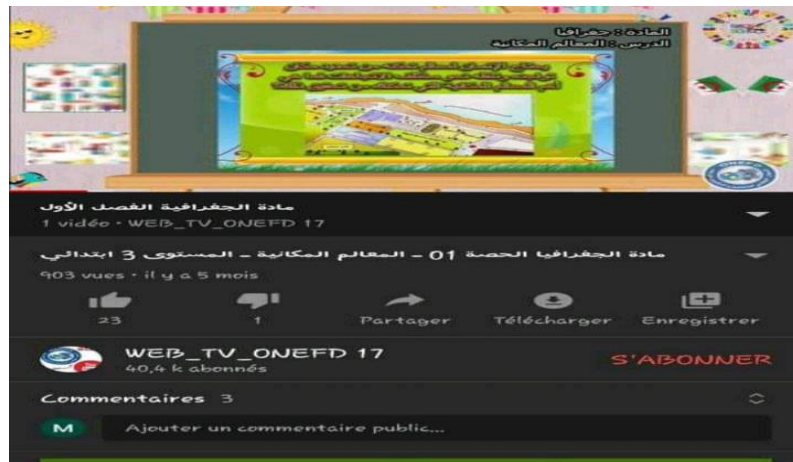 المادة : جغرافيا
الدرس : المعالم المكانية
ONEFD
مادة الجغرافية الفصل الأول
1 vidéo • WEB_TV_ONEFD 17
مادة الجغرافيا الحصة 01 - المعالم المكانية - المستوى 3 ابتدائي
903 vues • il y a 5 mois
23
1
Partager
Télécharger
Enregistrer
WEB_TV_ONEFD 17
40,4 k abonnés
S'ABONNER
Commentaires 3
M
Ajouter un commentaire public...